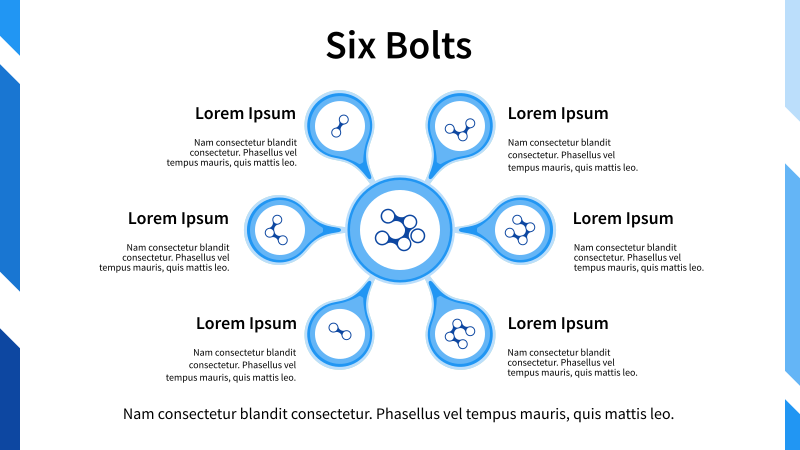 Six Bolts
Lorem Ipsum
Nam consectetur blandit
consectetur. Phasellus vel
tempus mauris, quis mattis leo.
Lorem Ipsum
Nam consectetur blandit
consectetur. Phasellus vel
tempus mauris, quis mattis leo.
Lorem Ipsum
Nam consectetur blandit
consectetur. Phasellus vel
tempus mauris, quis mattis leo.
Lorem Ipsum
Nam consectetur blandit
consectetur. Phasellus vel
tempus mauris, quis mattis leo.
Lorem Ipsum
Nam consectetur blandit
consectetur. Phasellus vel
tempus mauris, quis mattis leo.
Lorem Ipsum
Nam consectetur blandit
consectetur. Phasellus vel
tempus mauris, quis mattis leo.
Nam consectetur blandit consectetur. Phasellus vel tempus mauris, quis mattis leo.